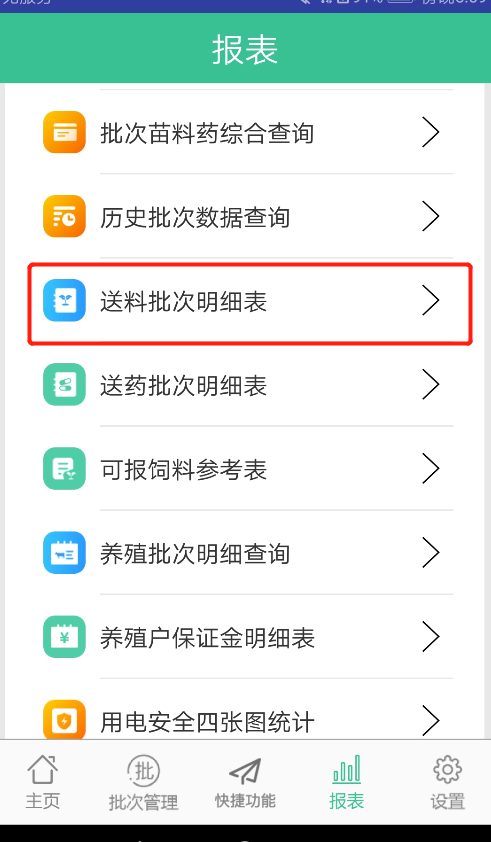 报表
批次苗料药综合查询
历史批次数据查询
送料批次明细表
送药批次明细表
可报饲料参考表
养殖批次明细查询
养殖户保证金明细表
用电安全四张图统计
主页
批
批次管理
快捷功能
报表
设置